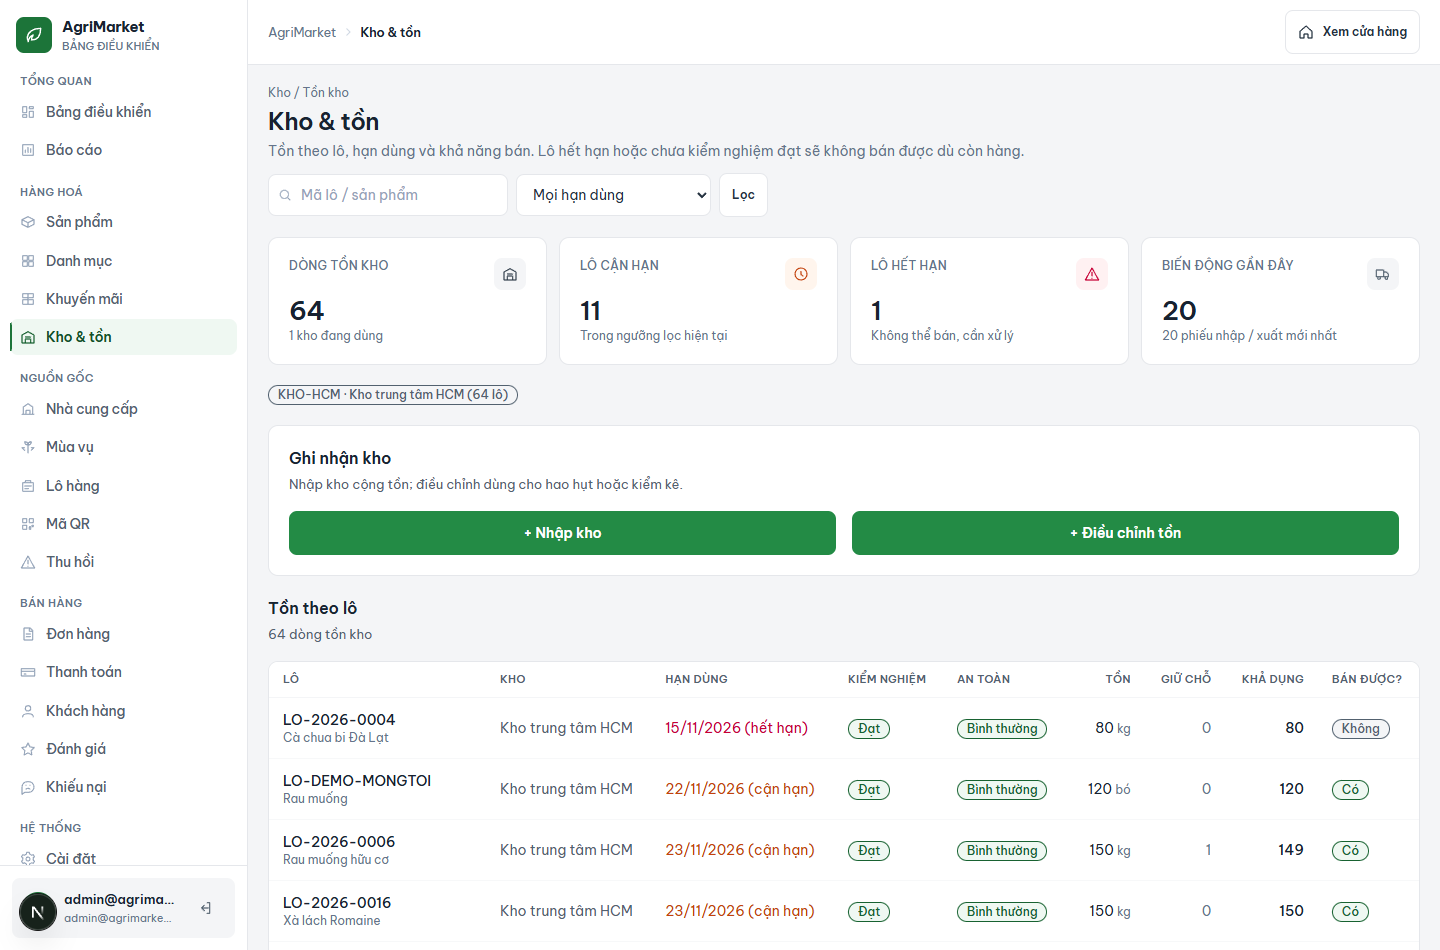 AgriMarket
BẢNG ĐIỀU KHIỂN
TỔNG QUAN
Bảng điều khiển
Báo cáo
HÀNG HOÁ
Sản phẩm
Danh mục
Khuyến mãi
Kho & tồn
NGUỒN GỐC
Nhà cung cấp
Mùa vụ
Lô hàng
Mã QR
Thu hồi
BÁN HÀNG
Đơn hàng
Thanh toán
Khách hàng
Đánh giá
Khiếu nại
HỆ THỐNG
Cài đặt
N
admin@agrima...
admin@agrimarke...
AgriMarket > Kho & tồn
Xem cửa hàng
Kho / Tồn kho
Kho & tồn
Tồn theo lô, hạn dùng và khả năng bán. Lô hết hạn hoặc chưa kiểm nghiệm đạt sẽ không bán được dù còn hàng.
Mã lô / sản phẩm
Mọi hạn dùng
Lọc
DÒNG TỒN KHO
64
1 kho đang dùng
LÔ CẬN HẠN
11
Trong ngưỡng lọc hiện tại
LÔ HẾT HẠN
1
Không thể bán, cần xử lý
BIẾN ĐỘNG GẦN ĐÂY
20
20 phiếu nhập / xuất mới nhất
KHO-HCM · Kho trung tâm HCM (64 lô)
Ghi nhận kho
Nhập kho cộng tồn; điều chỉnh dùng cho hao hụt hoặc kiểm kê.
+ Nhập kho
+ Điều chỉnh tồn
Tồn theo lô
64 dòng tồn kho
LÔ KHO HẠN DÙNG KIỂM NGHIỆM AN TOÀN TỒN GIỮ CHỖ KHẢ DỤNG BÁN ĐƯỢC?
LO-2026-0004
Cà chua bi Đà Lạt
Kho trung tâm HCM 15/11/2026 (hết hạn) Đạt Bình thường 80 kg 0 80 Không
LO-DEMO-MONGTOI
Rau muống
Kho trung tâm HCM 22/11/2026 (cận hạn) Đạt Bình thường 120 bó 0 120 Có
LO-2026-0006
Rau muống hữu cơ
Kho trung tâm HCM 23/11/2026 (cận hạn) Đạt Bình thường 150 kg 1 149 Có
LO-2026-0016
Xà lách Romaine
Kho trung tâm HCM 23/11/2026 (cận hạn) Đạt Bình thường 150 kg 0 150 Có